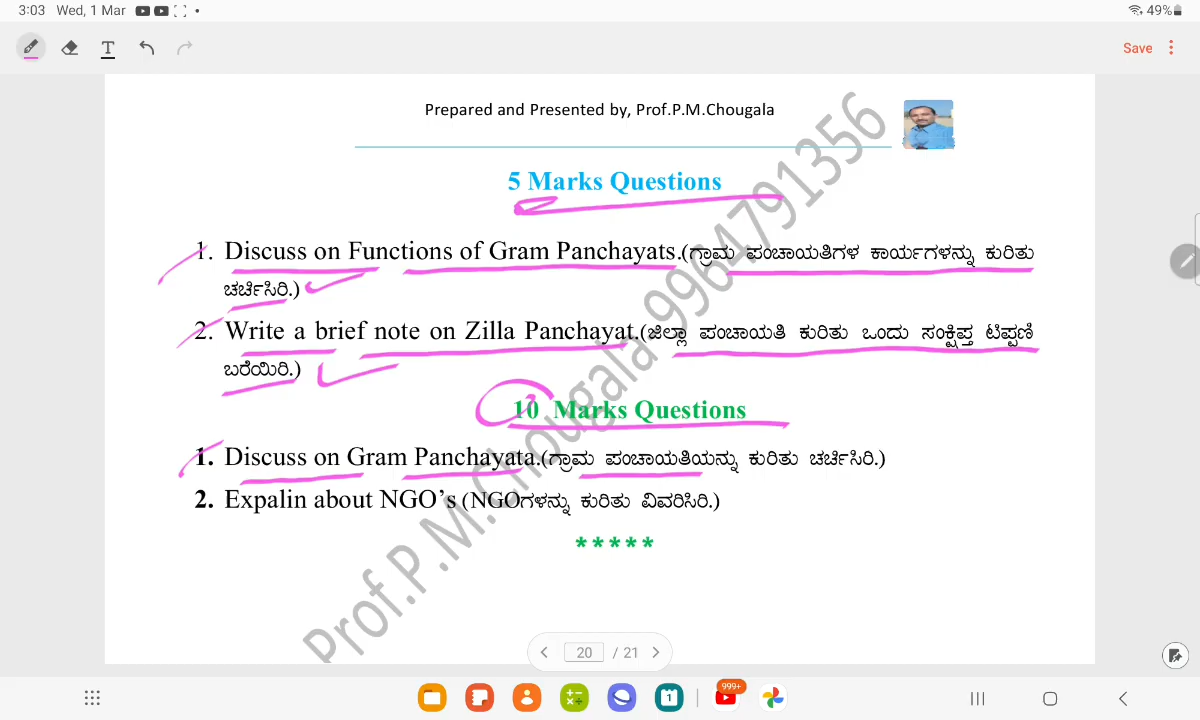 3:03 Wed, 1 Mar 49%
T Save
Prepared and Presented by, Prof.P.M.Chougala
5 Marks Questions
1. Discuss on Functions of Gram Panchayats.(ಗ್ರಾಮ ಪಂಚಾಯತಿಗಳ ಕಾರ್ಯಗಳನ್ನು ಕುರಿತು
ಚರ್ಚಿಸಿರಿ.)
2. Write a brief note on Zilla Panchayat.(ಜಿಲ್ಲಾ ಪಂಚಾಯತಿ ಕುರಿತು ಒಂದು ಸಂಕ್ಷಿಪ್ತ ಟಿಪ್ಪಣಿ
ಬರೆಯಿರಿ.)
10 Marks Questions
1. Discuss on Gram Panchayata.(ಗ್ರಾಮ ಪಂಚಾಯತಿಯನ್ನು ಕುರಿತು ಚರ್ಚಿಸಿರಿ.)
2. Expalin about NGO’s (NGOಗಳನ್ನು ಕುರಿತು ವಿವರಿಸಿರಿ.)
*****
Prof.P.M.Chougala 9964791356
20 / 21
1 999+